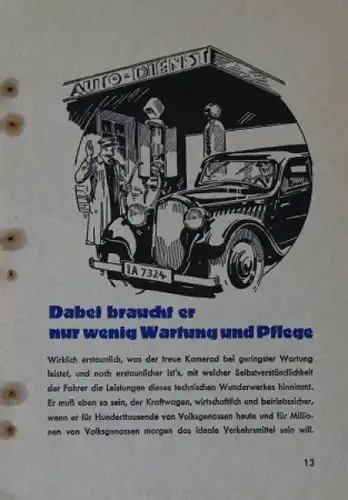 AUTO-DIENST
IA 7324
Dabei braucht er
nur wenig Wartung und Pflege
Wirklich erstaunlich, was der treue Kamerad bei geringster Wartung
leistet, und noch erstaunlicher ist's, mit welcher Selbstverständlichkeit
der Fahrer die Leistungen dieses technischen Wunderwerkes hinnimmt.
Er muß eben so sein, der Kraftwagen, wirtschaftlich und betriebssicher,
wenn er für Hunderttausende von Volksgenossen heute und für Millio-
nen von Volksgenossen morgen das ideale Verkehrsmittel sein will.
13